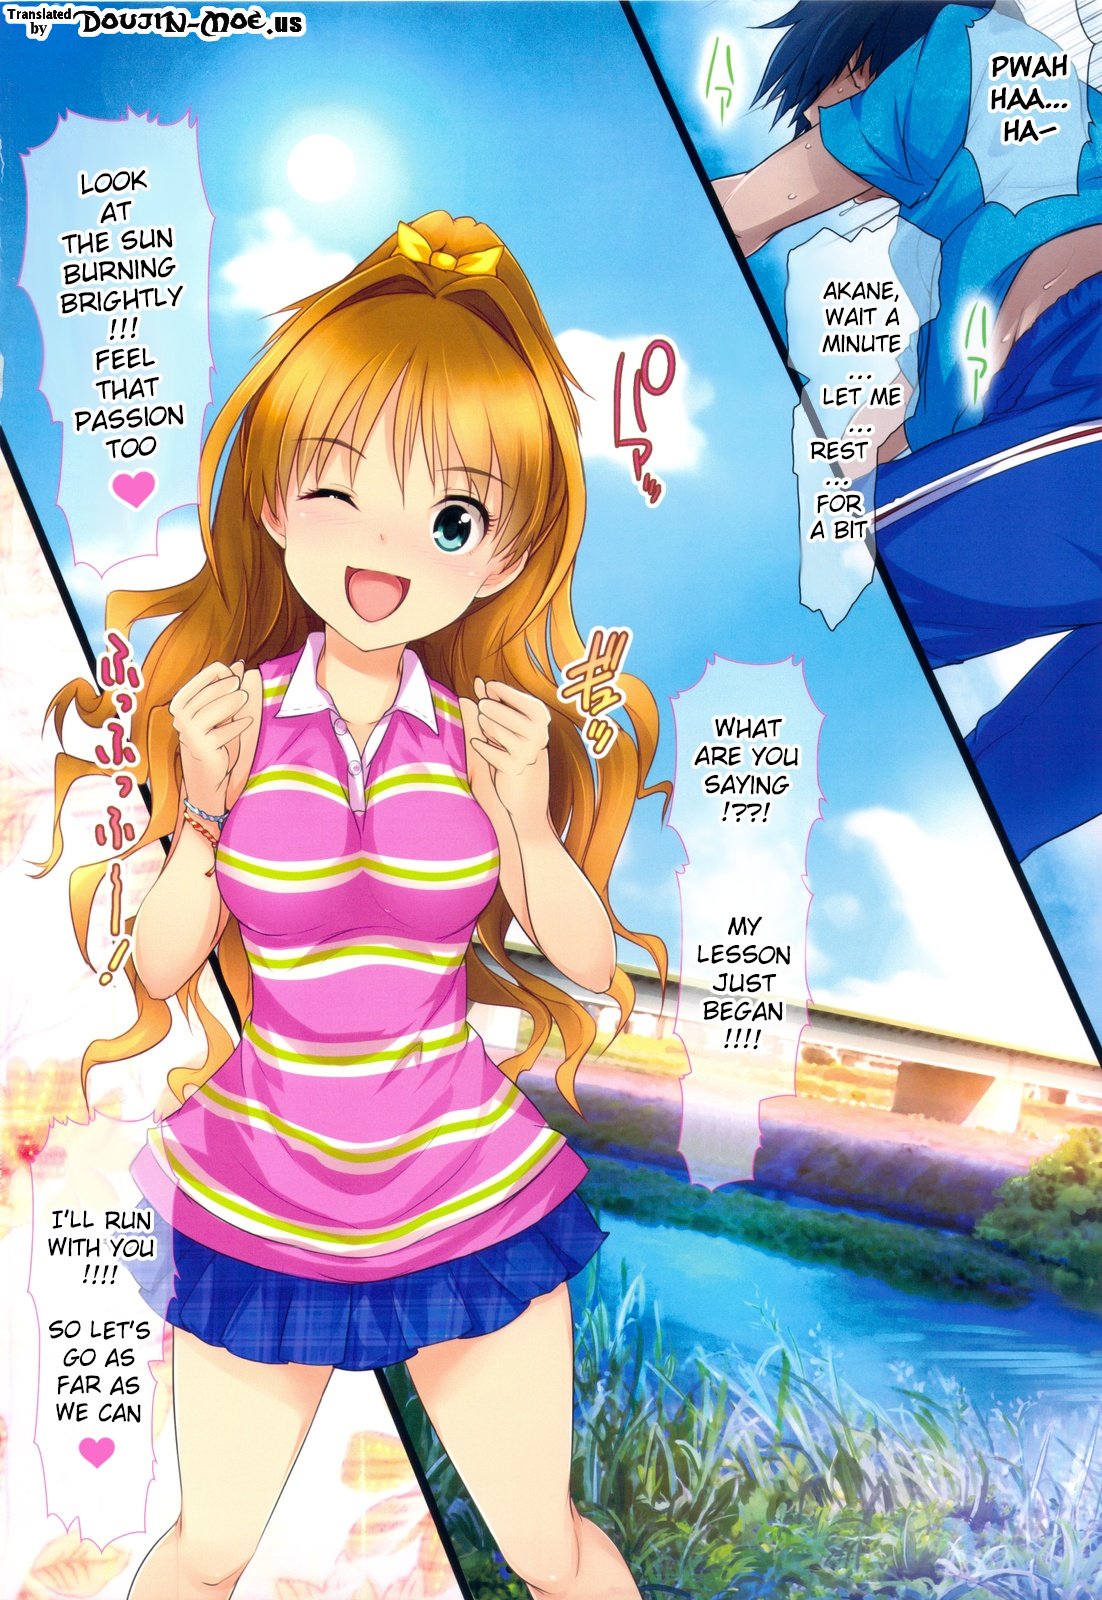 Translated
by DOUJIN-MOE.us
PWAH
HAA...
HA-
ハァ
AKANE,
WAIT A
MINUTE
...
LET ME
...
REST
...
FOR
A BIT
ハァ
LOOK
AT
THE SUN
BURNING
BRIGHTLY
!!!
FEEL
THAT
PASSION
TOO
パァッ
WHAT
ARE YOU
SAYING
!??!
MY
LESSON
JUST
BEGAN
!!!!
ギュッ
ふっふっふー!
I'LL RUN
WITH YOU
!!!!
SO LET'S
GO AS
FAR AS
WE CAN